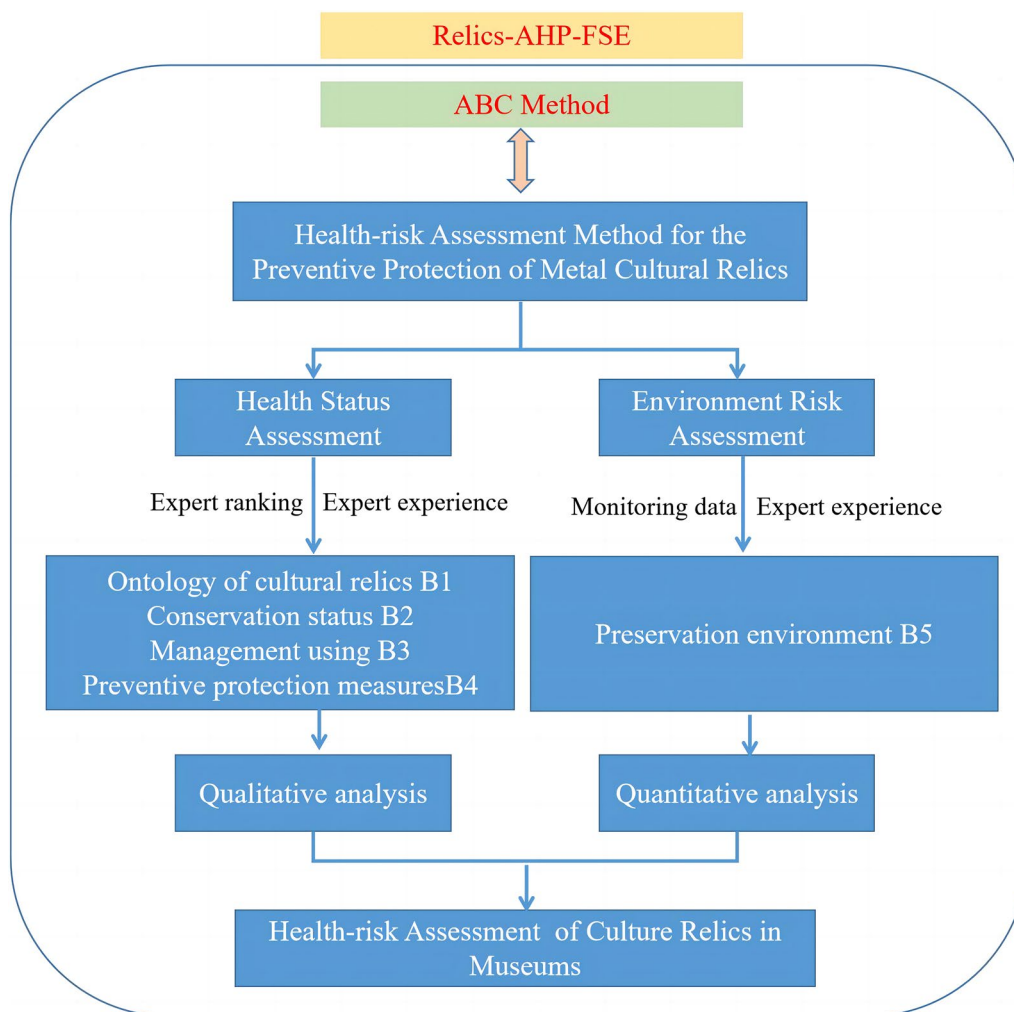 Relics-AHP-FSE
ABC Method
Health-risk Assessment Method for the
Preventive Protection of Metal Cultural Relics
Health Status
Assessment
Environment Risk
Assessment
Expert ranking
Expert experience
Monitoring data
Expert experience
Ontology of cultural relics B1
Conservation status B2
Management using B3
Preventive protection measuresB4
Preservation environment B5
Qualitative analysis
Quantitative analysis
Health-risk Assessment of Culture Relics in
Museums